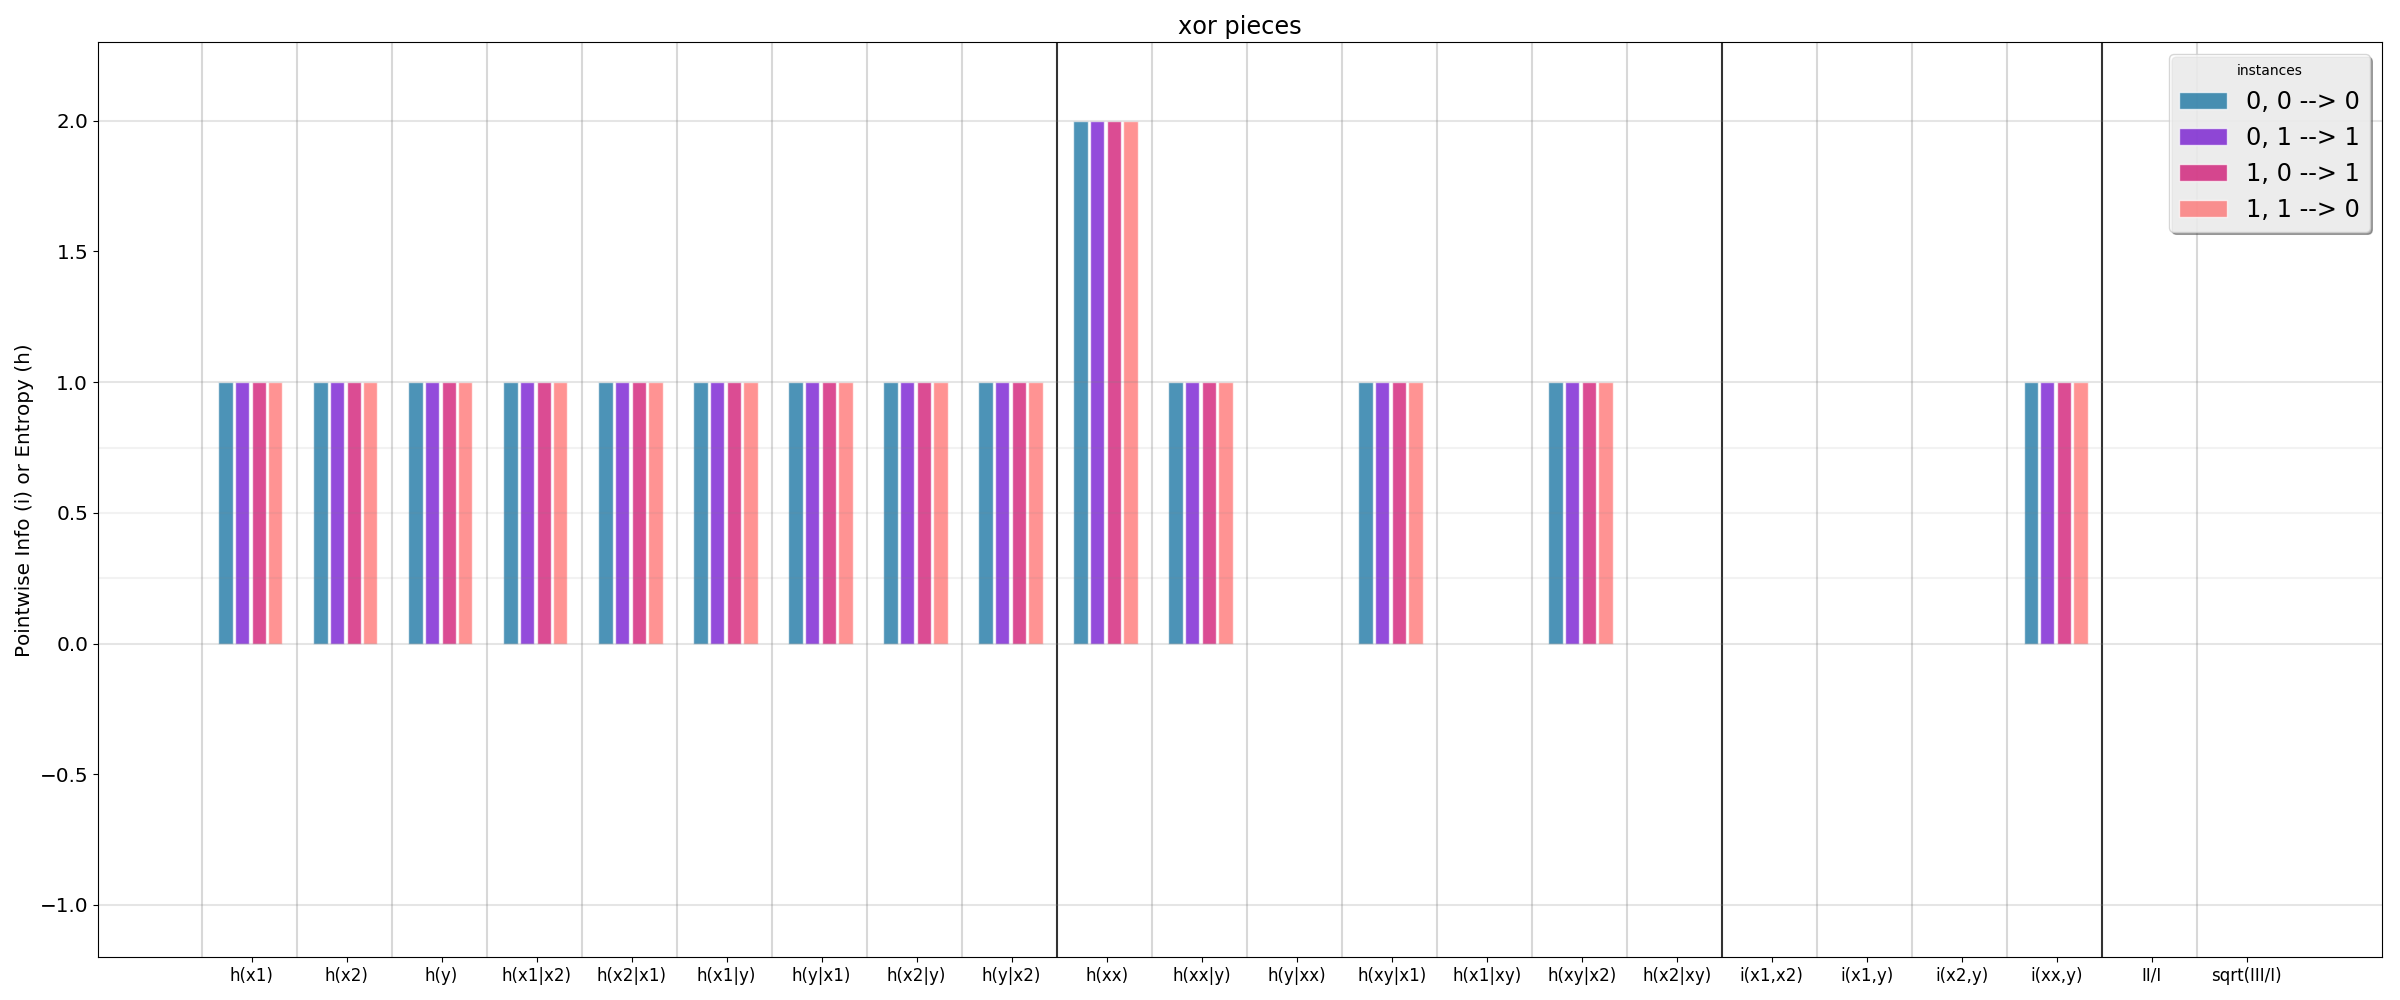 xor pieces
instances
0, 0 --> 0
0, 1 --> 1
1, 0 --> 1
1, 1 --> 0
Pointwise Info (i) or Entropy (h)
2.0
1.5
1.0
0.5
0.0
−0.5
−1.0
h(x1) h(x2) h(y) h(x1|x2) h(x2|x1) h(x1|y) h(y|x1) h(x2|y) h(y|x2) h(xx) h(xx|y) h(y|xx) h(xy|x1) h(x1|xy) h(xy|x2) h(x2|xy) i(x1,x2) i(x1,y) i(x2,y) i(xx,y) II/I sqrt(III/I)